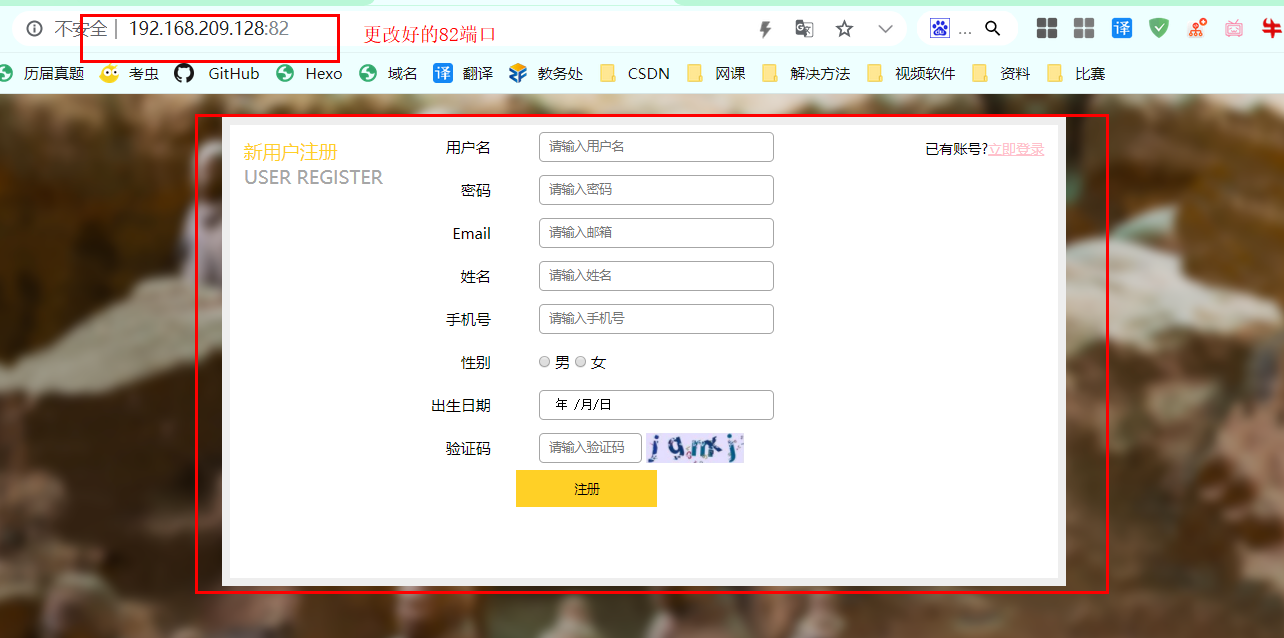 不安全 | 192.168.209.128:82 更改好的82端口 ... 译
历届真题 考虫 GitHub Hexo 域名 译 翻译 教务处 CSDN 网课 解决方法 视频软件 资料 比赛
新用户注册
USER REGISTER
用户名 请输入用户名 已有账号?立即登录
密码 请输入密码
Email 请输入邮箱
姓名 请输入姓名
手机号 请输入手机号
性别 男 女
出生日期 年 /月/日
验证码 请输入验证码
注册